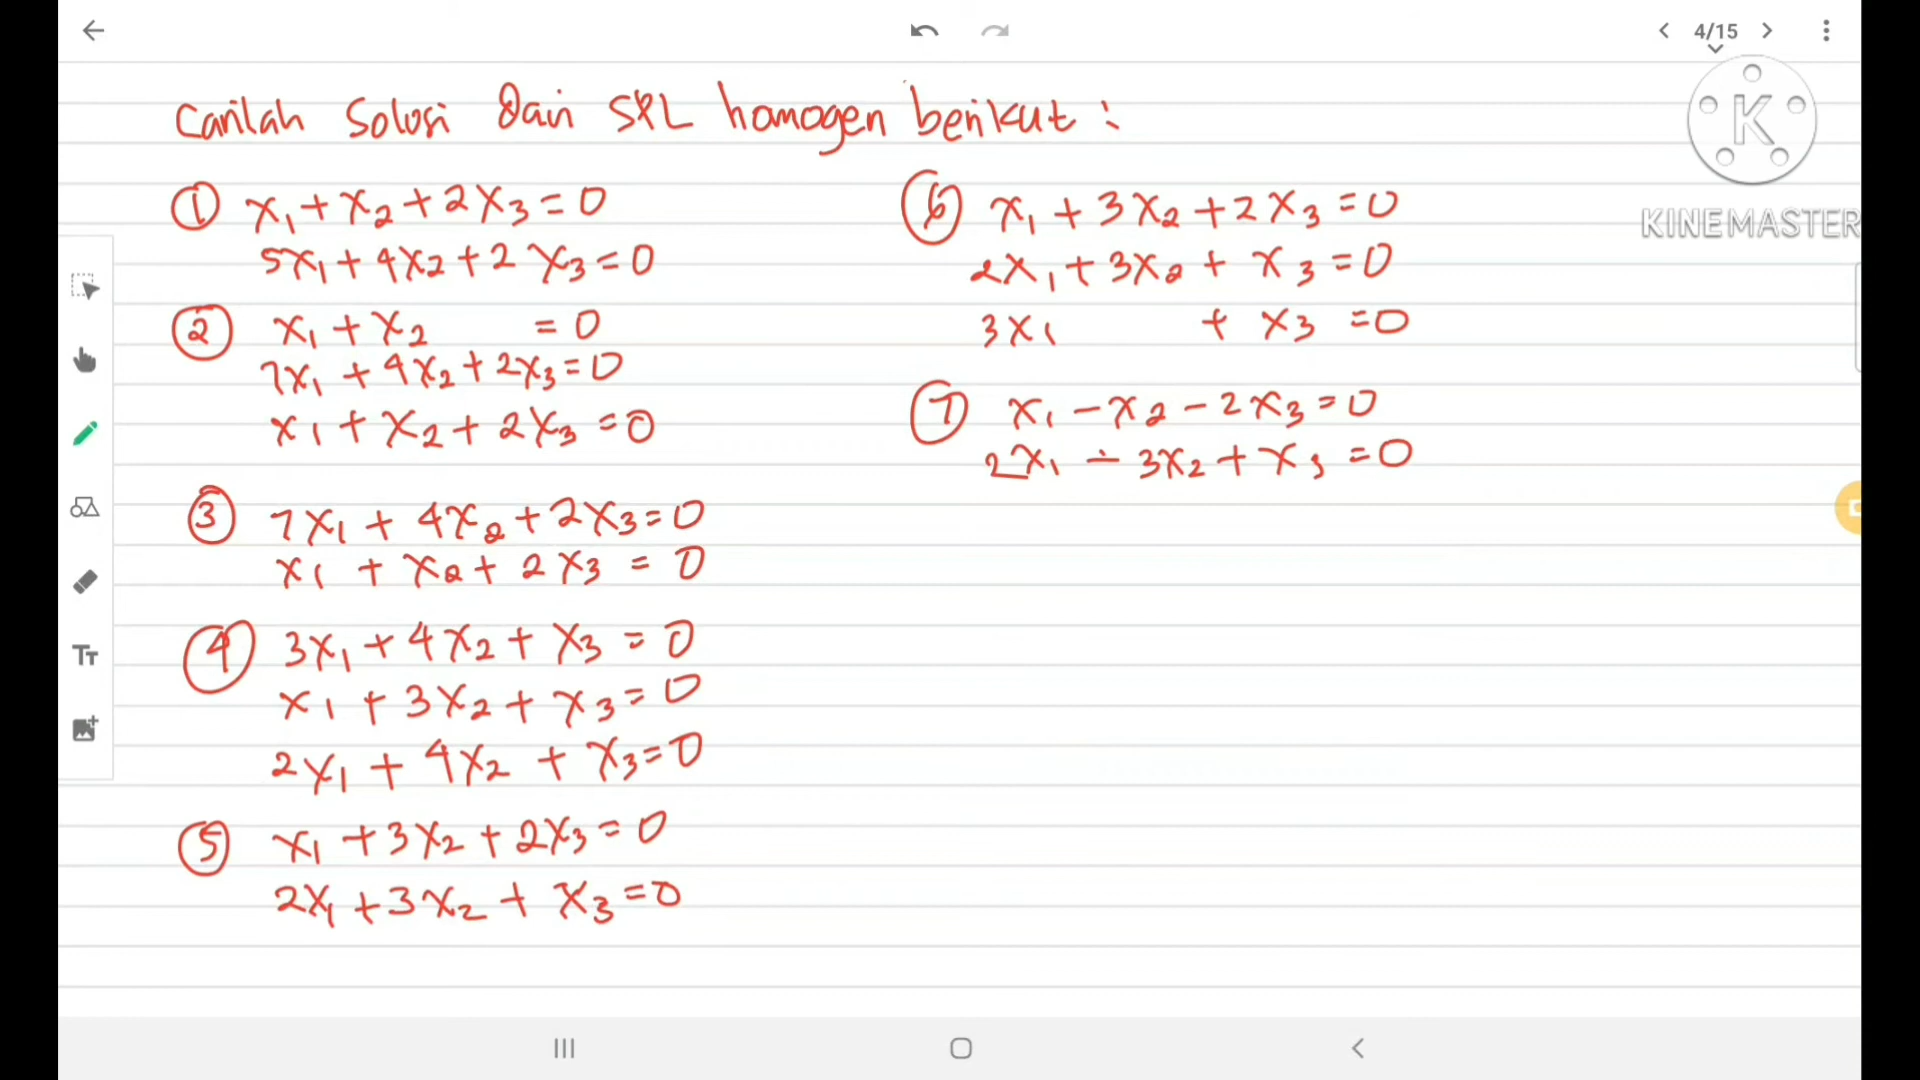 4/15
Carilah Solusi Dari SPL homogen berikut :
① x₁ + x₂ + 2x₃ = 0
5x₁ + 4x₂ + 2x₃ = 0
② x₁ + x₂ = 0
7x₁ + 4x₂ + 2x₃ = 0
x₁ + x₂ + 2x₃ = 0
③ 7x₁ + 4x₂ + 2x₃ = 0
x₁ + x₂ + 2x₃ = 0
④ 3x₁ + 4x₂ + x₃ = 0
x₁ + 3x₂ + x₃ = 0
2x₁ + 4x₂ + x₃ = 0
⑤ x₁ + 3x₂ + 2x₃ = 0
2x₁ + 3x₂ + x₃ = 0
⑥ x₁ + 3x₂ + 2x₃ = 0
2x₁ + 3x₂ + x₃ = 0
3x₁ + x₃ = 0
⑦ x₁ - x₂ - 2x₃ = 0
2x₁ - 3x₂ + x₃ = 0
K
KINEMASTER
TT